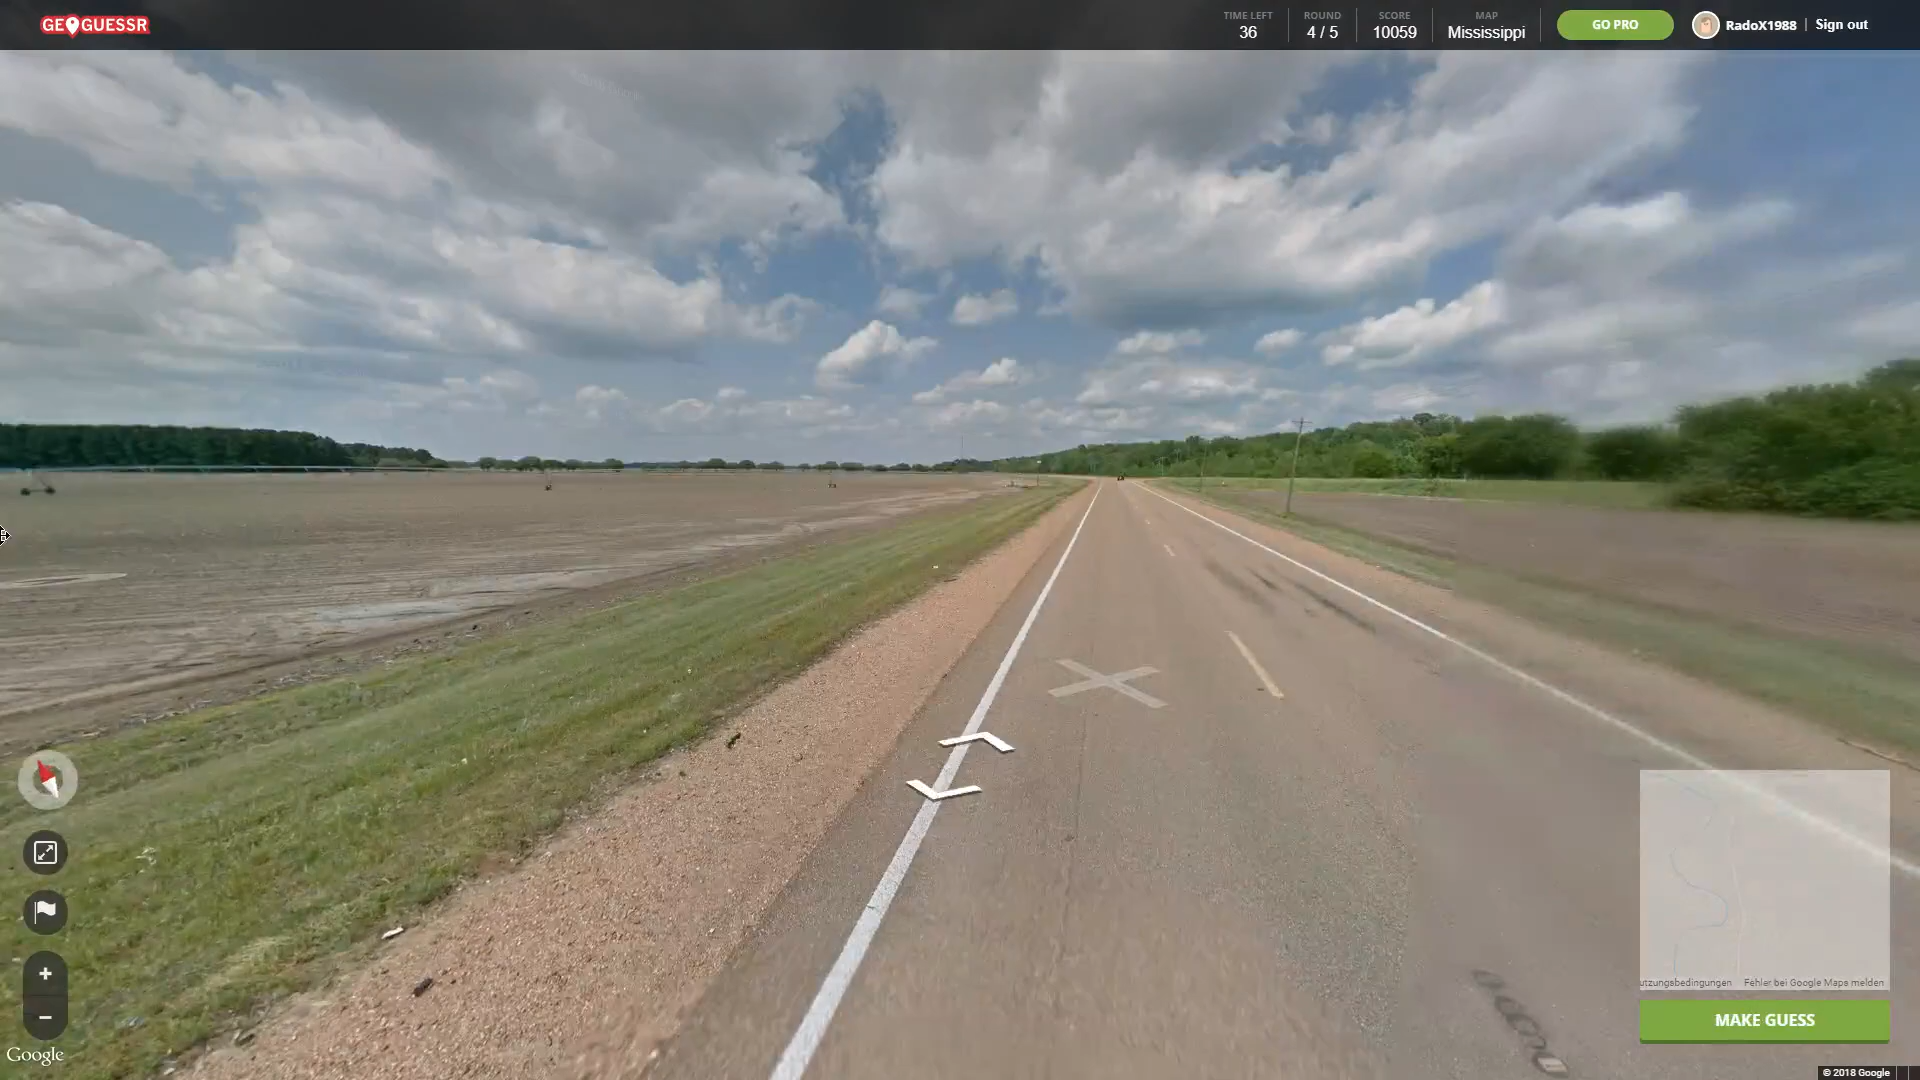 GEOGUESSR
TIME LEFT
36
ROUND
4 / 5
SCORE
10059
MAP
Mississippi
GO PRO
RadoX1988
Sign out
utzungsbedingungen
Fehler bei Google Maps melden
MAKE GUESS
Google
© 2018 Google